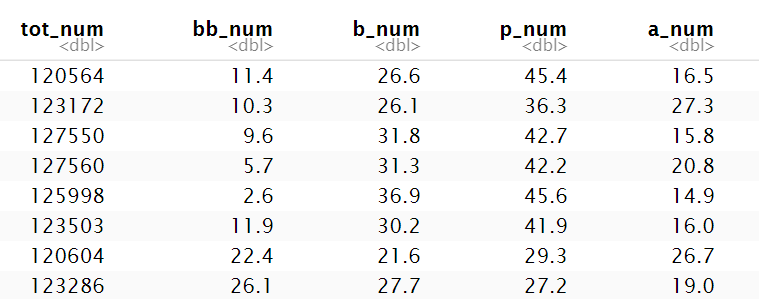 tot_num bb_num b_num p_num a_num
<dbl> <dbl> <dbl> <dbl> <dbl>
120564 11.4 26.6 45.4 16.5
123172 10.3 26.1 36.3 27.3
127550 9.6 31.8 42.7 15.8
127560 5.7 31.3 42.2 20.8
125998 2.6 36.9 45.6 14.9
123503 11.9 30.2 41.9 16.0
120604 22.4 21.6 29.3 26.7
123286 26.1 27.7 27.2 19.0